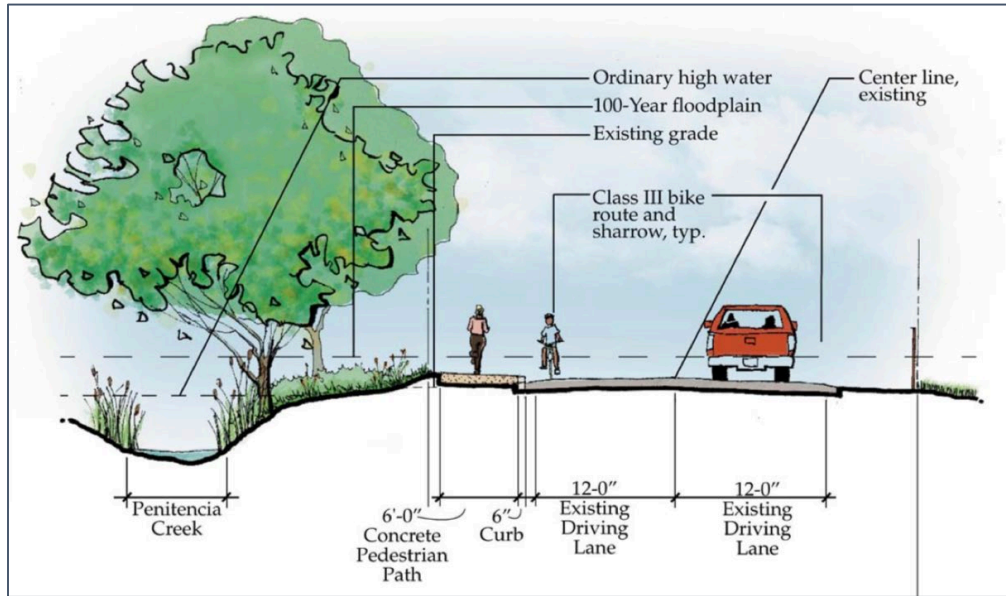 Ordinary high water
100-Year floodplain
Existing grade
Center line,
existing
Class III bike
route and
sharrow, typ.
Penitencia
Creek
6'-0"
Concrete
Pedestrian
Path
6"
Curb
12-0"
Existing
Driving
Lane
12-0"
Existing
Driving
Lane